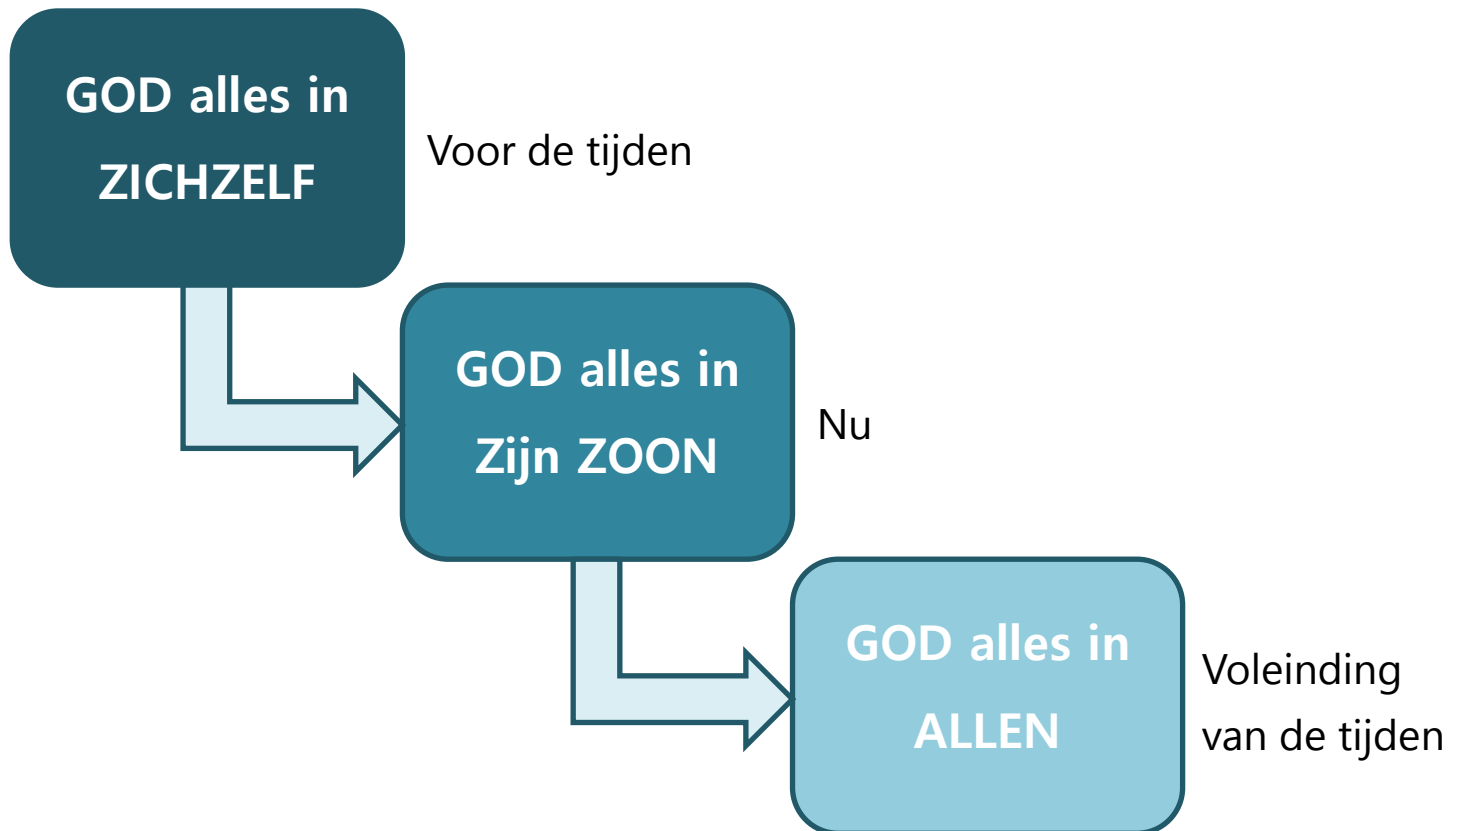 GOD alles in
ZICHZELF
Voor de tijden
GOD alles in
Zijn ZOON
Nu
GOD alles in
ALLEN
Voleinding
van de tijden